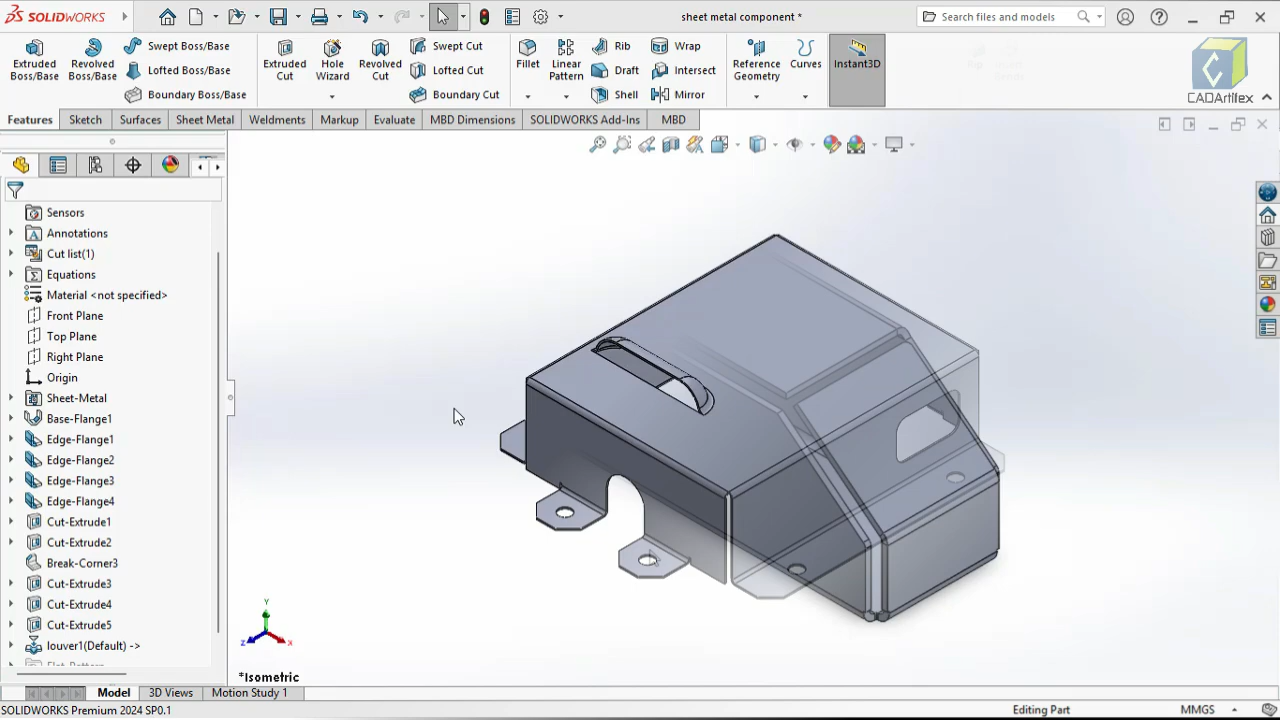 SOLIDWORKS
sheet metal component *
Search files and models
Extruded Boss/Base
Revolved Boss/Base
Swept Boss/Base
Lofted Boss/Base
Boundary Boss/Base
Extruded Cut
Hole Wizard
Revolved Cut
Swept Cut
Lofted Cut
Boundary Cut
Fillet
Linear Pattern
Rib
Draft
Shell
Wrap
Intersect
Mirror
Reference Geometry
Curves
Instant3D
CADArtifex
Features
Sketch
Surfaces
Sheet Metal
Weldments
Markup
Evaluate
MBD Dimensions
SOLIDWORKS Add-Ins
MBD
Sensors
Annotations
Cut list(1)
Equations
Material <not specified>
Front Plane
Top Plane
Right Plane
Origin
Sheet-Metal
Base-Flange1
Edge-Flange1
Edge-Flange2
Edge-Flange3
Edge-Flange4
Cut-Extrude1
Cut-Extrude2
Break-Corner3
Cut-Extrude3
Cut-Extrude4
Cut-Extrude5
louver1(Default) ->
Flat-Pattern
Y
Z
X
*Isometric
Model
3D Views
Motion Study 1
SOLIDWORKS Premium 2024 SP0.1
Editing Part
MMGS